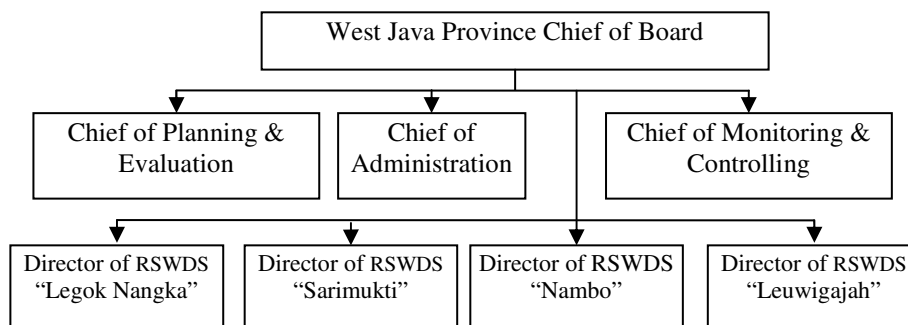 West Java Province Chief of Board
Chief of Planning &
Evaluation
Chief of
Administration
Chief of Monitoring &
Controlling
Director of RSWDS
“Legok Nangka”
Director of RSWDS
“Sarimukti”
Director of RSWDS
“Nambo”
Director of RSWDS
“Leuwigajah”